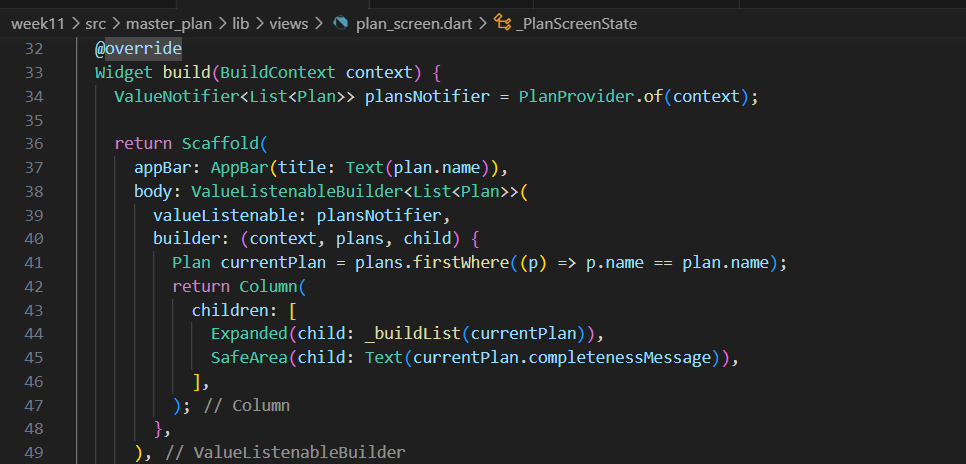 week11 > src > master_plan > lib > views > plan_screen.dart > _PlanScreenState
32 @override
33 Widget build(BuildContext context) {
34 ValueNotifier<List<Plan>> plansNotifier = PlanProvider.of(context);
35
36 return Scaffold(
37 appBar: AppBar(title: Text(plan.name)),
38 body: ValueListenableBuilder<List<Plan>>(
39 valueListenable: plansNotifier,
40 builder: (context, plans, child) {
41 Plan currentPlan = plans.firstWhere((p) => p.name == plan.name);
42 return Column(
43 children: [
44 Expanded(child: _buildList(currentPlan)),
45 SafeArea(child: Text(currentPlan.completenessMessage)),
46 ],
47 ); // Column
48 },
49 ), // ValueListenableBuilder